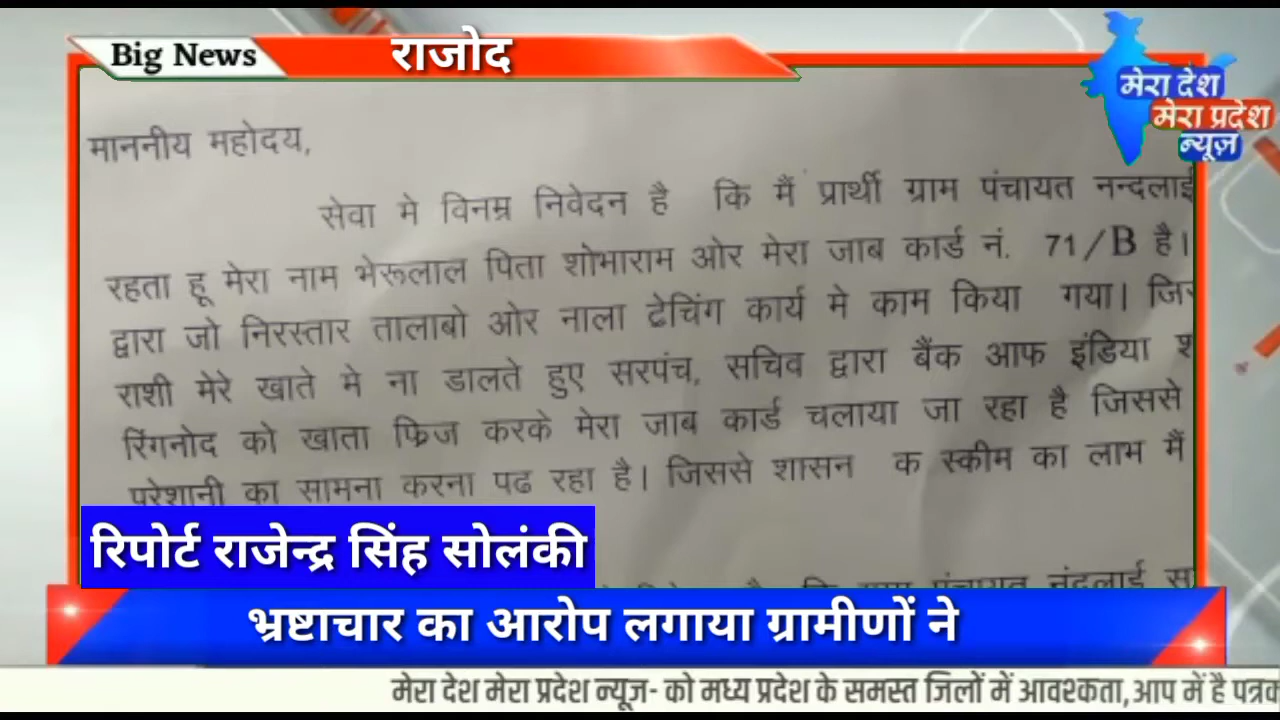 Big News
राजोद
मेरा देश
मेरा प्रदेश
न्यूज़
माननीय महोदय,
सेवा मे विनम्र निवेदन है कि मैं प्रार्थी ग्राम पंचायत नन्दलाई
रहता हू मेरा नाम भेरूलाल पिता शोभाराम ओर मेरा जाब कार्ड नं. 71/B है।
द्वारा जो निरस्तार तालाबो ओर नाला ढेचिंग कार्य मे काम किया गया।
राशी मेरे खाते मे ना डालते हुए सरपंच, सचिव द्वारा बैंक आफ इंडिया
रिंगनोद को खाता फ्रिज करके मेरा जाब कार्ड चलाया जा रहा है जिससे
परेशानी का सामना करना पढ रहा है। जिससे शासन क स्कीम का लाभ मैं
पंचायत नंदलाई
रिपोर्ट राजेन्द्र सिंह सोलंकी
भ्रष्टाचार का आरोप लगाया ग्रामीणों ने
मेरा देश मेरा प्रदेश न्यूज- को मध्य प्रदेश के समस्त जिलों में आवश्कता,आप में है